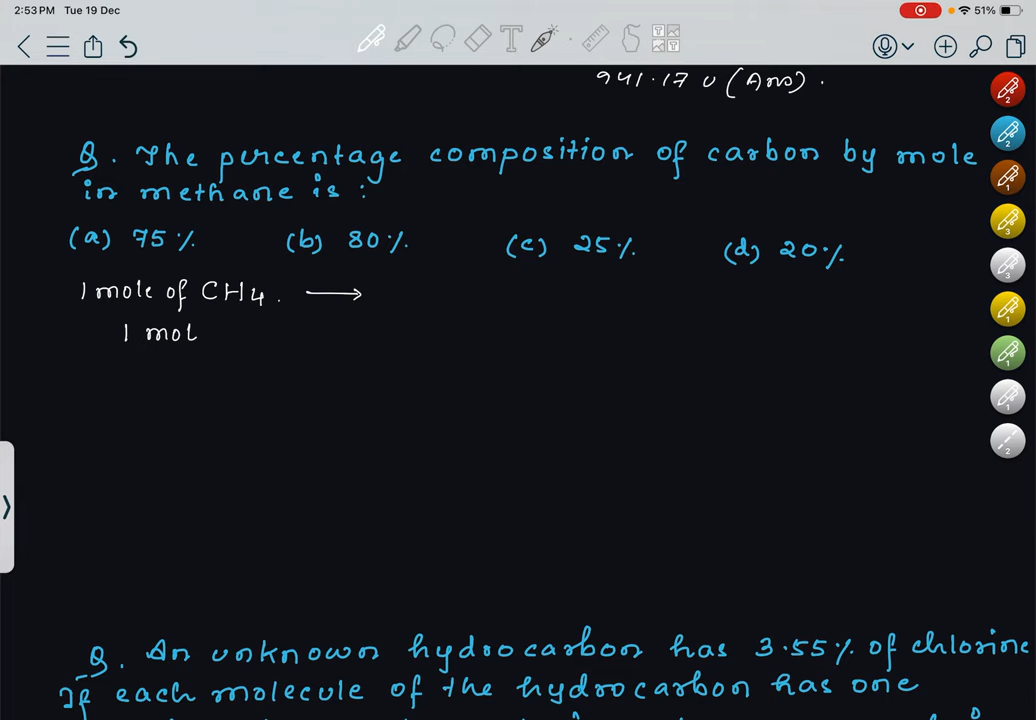 2:53 PM Tue 19 Dec
51%
941.17 u (Ans).
Q. The percentage composition of carbon by mole
in methane is:
(a) 75% (b) 80% (c) 25% (d) 20%
1 mole of CH4. →
1 mol
Q. An unknown hydrocarbon has 3.55% of chlorine
If each molecule of the hydrocarbon has one